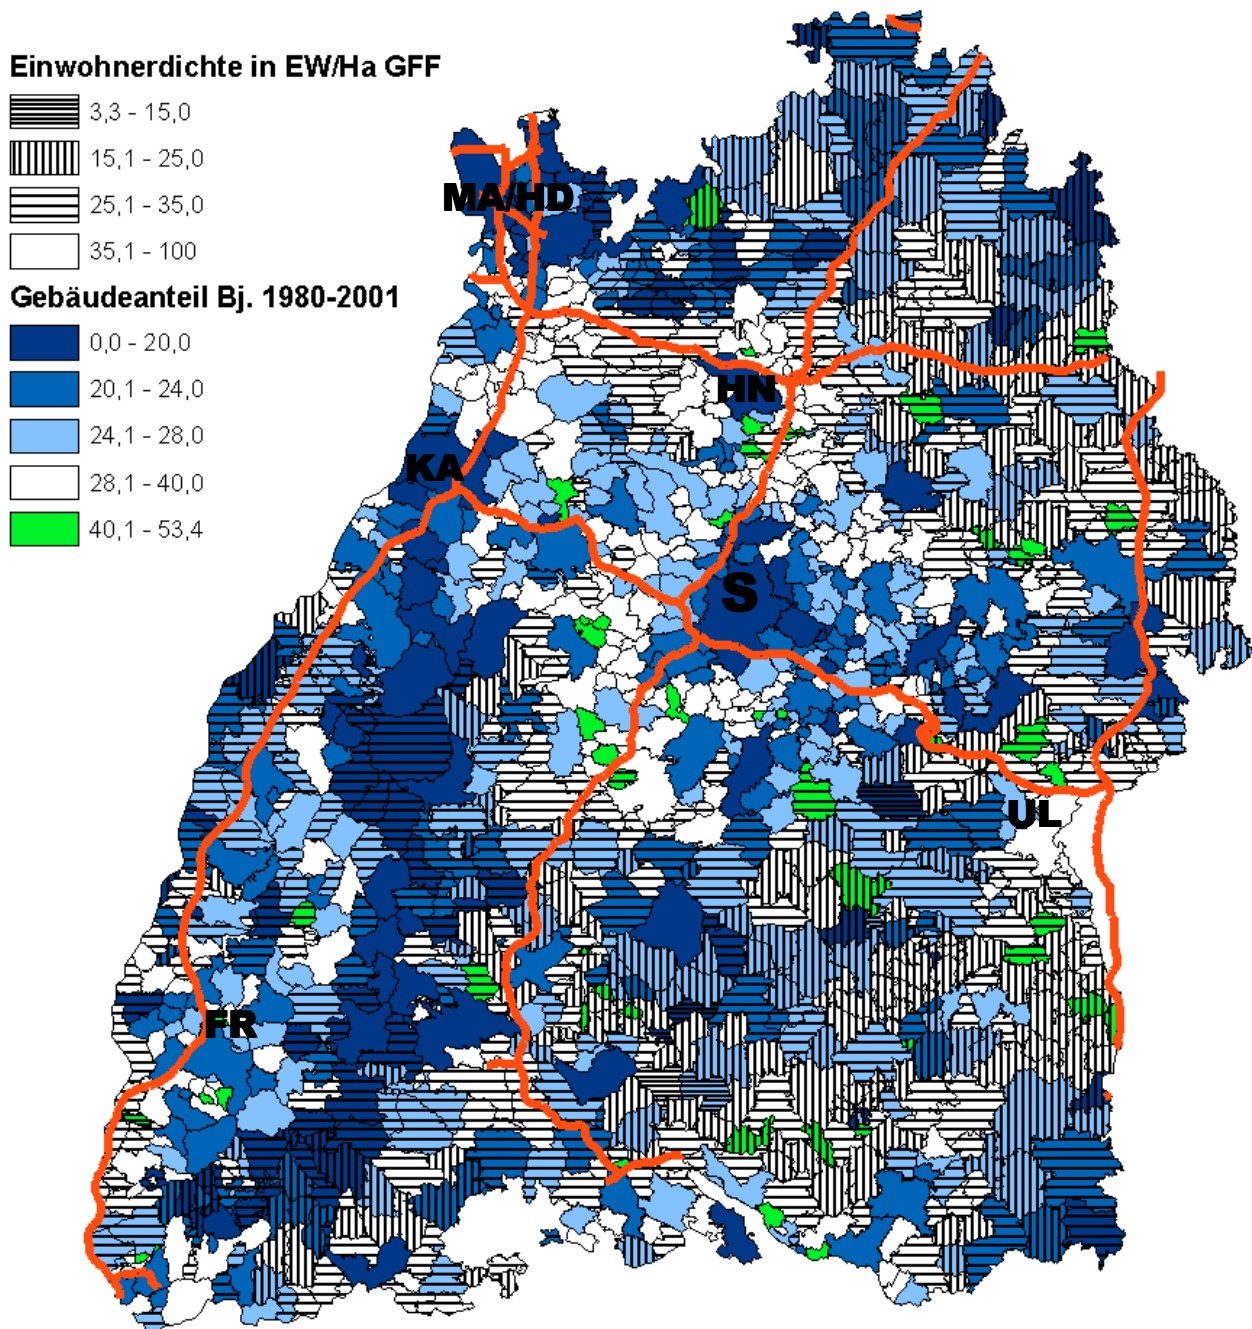 Einwohnerdichte in EW/Ha GFF
3,3 - 15,0
15,1 - 25,0
25,1 - 35,0
35,1 - 100
Gebäudeanteil Bj. 1980-2001
0,0 - 20,0
20,1 - 24,0
24,1 - 28,0
28,1 - 40,0
40,1 - 53,4
MA/HD
HN
KA
S
UL
FR